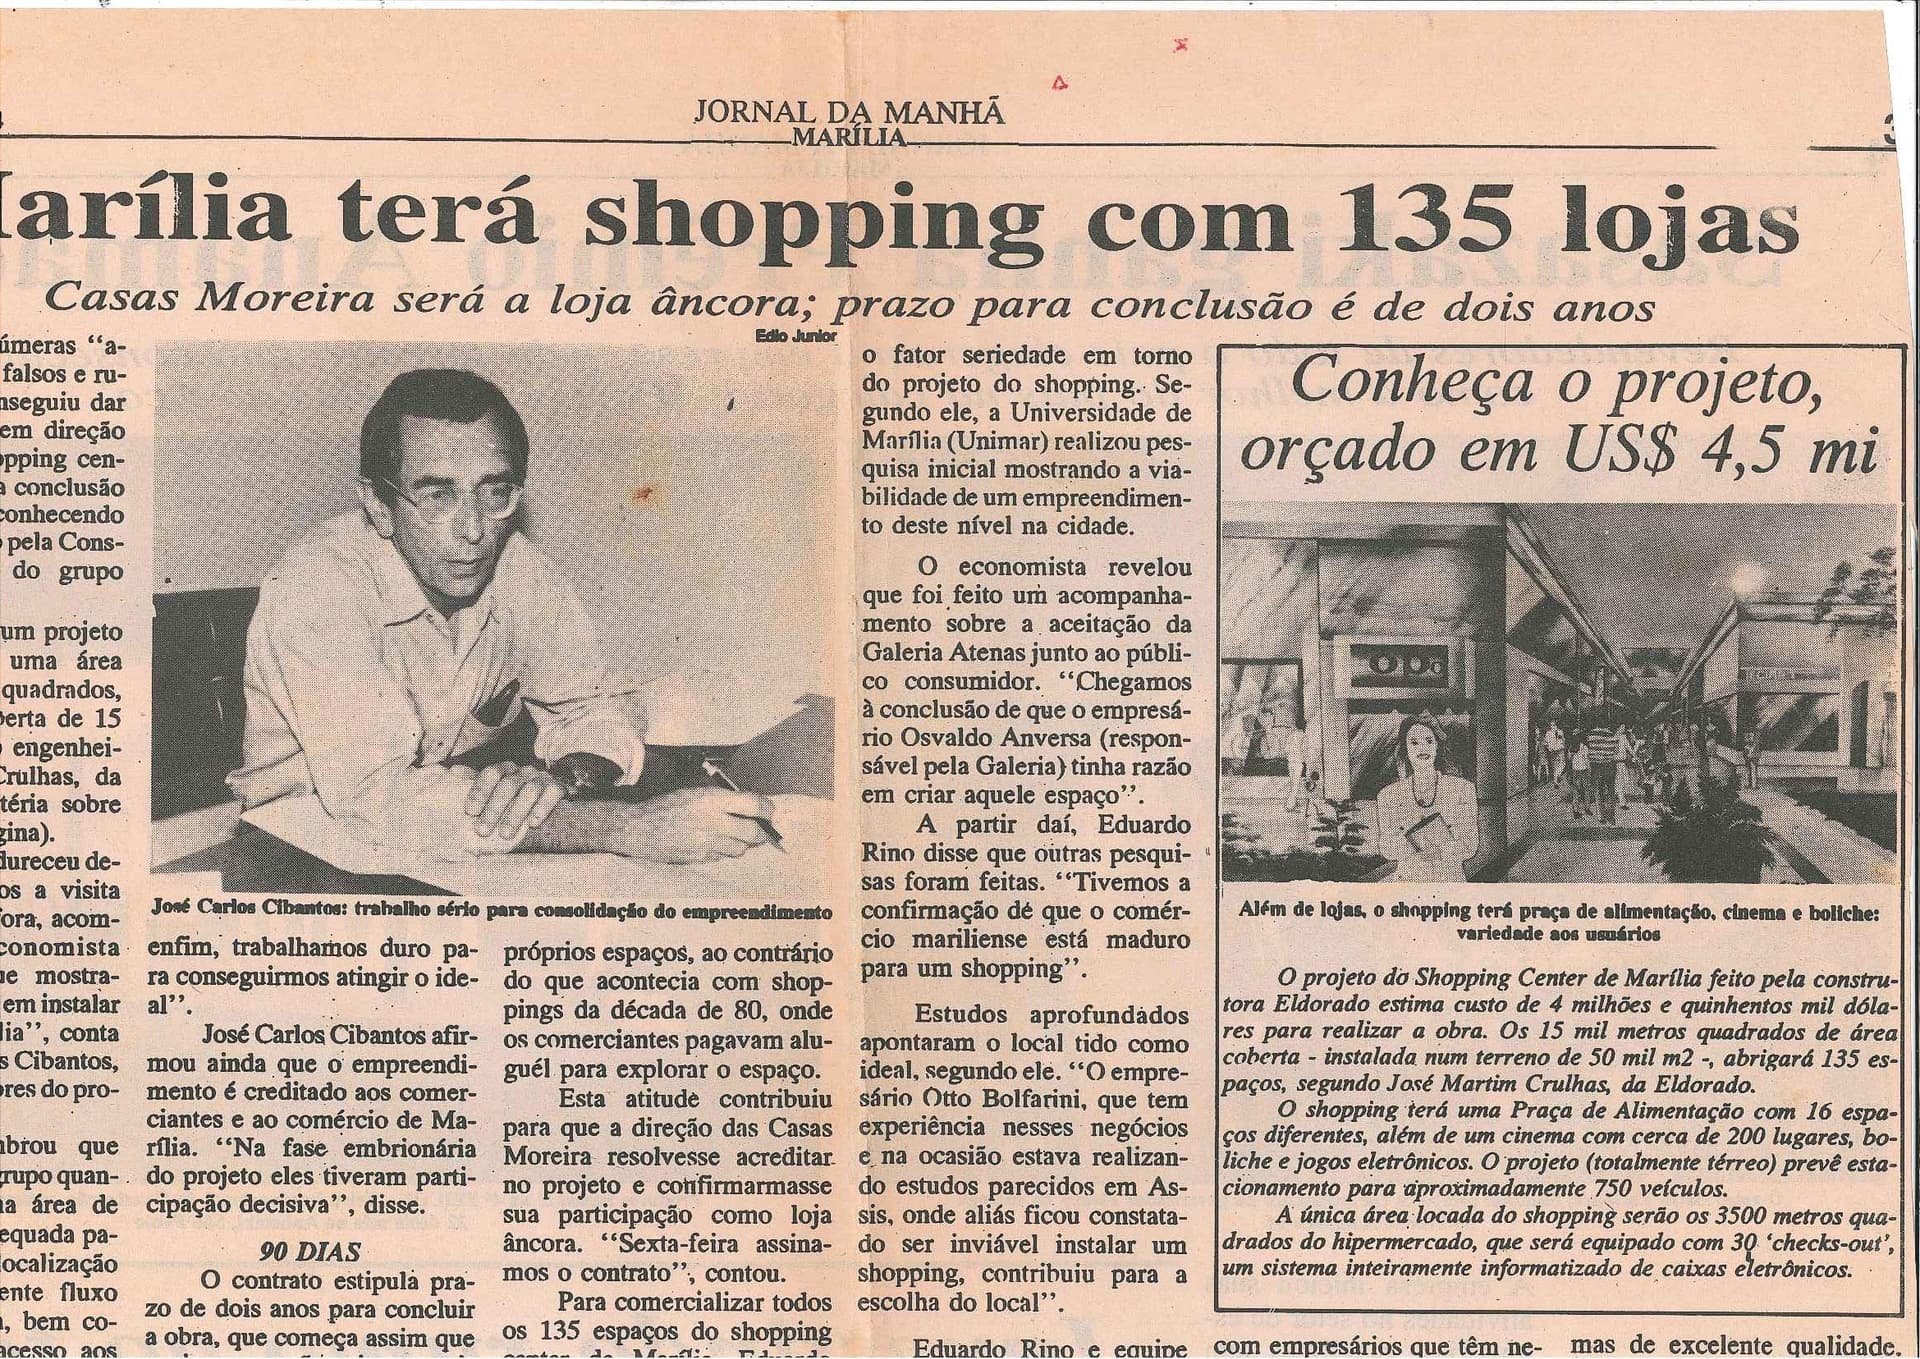 JORNAL DA MANHÃ
MARÍLIA
arília terá shopping com 135 lojas
Casas Moreira será a loja âncora; prazo para conclusão é de dois anos
úmeras “a-
falsos e ru-
nseguiu dar
em direção
pping cen-
a conclusão
conhecendo
pela Cons-
do grupo
um projeto
uma área
quadrados,
erta de 15
engenhei-
Crulhas, da
téria sobre
gina).
dureceu de-
os a visita
fora, acom-
conomista
ue mostra-
em instalar
lia”, conta
s Cibantos,
ores do pro-
nbrou que
grupo quan-
na área de
equada pa-
localização
ente fluxo
, bem co-
acesso aos
Edio Junior
José Carlos Cibantos: trabalho sério para consolidação do empreendimento
enfim, trabalhamos duro pa-
ra conseguirmos atingir o ide-
al”.
José Carlos Cibantos afir-
mou ainda que o empreendi-
mento é creditado aos comer-
ciantes e ao comércio de Ma-
rília. “Na fase embrionária
do projeto eles tiveram parti-
cipação decisiva”, disse.
90 DIAS
O contrato estipula pra-
zo de dois anos para concluir
a obra, que começa assim que
próprios espaços, ao contrário
do que acontecia com shop-
pings da década de 80, onde
os comerciantes pagavam alu-
guél para explorar o espaço.
Esta atitude contribuiu
para que a direção das Casas
Moreira resolvesse acreditar
no projeto e confirmarmasse
sua participação como loja
âncora. “Sexta-feira assina-
mos o contrato”, contou.
Para comercializar todos
os 135 espaços do shopping
center de Marília, Eduardo
o fator seriedade em torno
do projeto do shopping. Se-
gundo ele, a Universidade de
Marília (Unimar) realizou pes-
quisa inicial mostrando a via-
bilidade de um empreendimen-
to deste nível na cidade.
O economista revelou
que foi feito um acompanha-
mento sobre a aceitação da
Galeria Atenas junto ao públi-
co consumidor. “Chegamos
à conclusão de que o empresá-
rio Osvaldo Anversa (respon-
sável pela Galeria) tinha razão
em criar aquele espaço”.
A partir daí, Eduardo
Rino disse que outras pesqui-
sas foram feitas. “Tivemos a
confirmação de que o comér-
cio mariliense está maduro
para um shopping”.
Estudos aprofundados
apontaram o local tido como
ideal, segundo ele. “O empre-
sário Otto Bolfarini, que tem
experiência nesses negócios
e na ocasião estava realizan-
do estudos parecidos em As-
sis, onde aliás ficou constata-
do ser inviável instalar um
shopping, contribuiu para a
escolha do local”.
Eduardo Rino e equipe
Conheça o projeto,
orçado em US$ 4,5 mi
Além de lojas, o shopping terá praça de alimentação, cinema e boliche:
variedade aos usuários
O projeto do Shopping Center de Marília feito pela constru-
tora Eldorado estima custo de 4 milhões e quinhentos mil dóla-
res para realizar a obra. Os 15 mil metros quadrados de área
coberta - instalada num terreno de 50 mil m2 -, abrigará 135 es-
paços, segundo José Martim Crulhas, da Eldorado.
O shopping terá uma Praça de Alimentação com 16 espa-
ços diferentes, além de um cinema com cerca de 200 lugares, bo-
liche e jogos eletrônicos. O projeto (totalmente térreo) prevê esta-
cionamento para aproximadamente 750 veículos.
A única área locada do shopping serão os 3500 metros qua-
drados do hipermercado, que será equipado com 30 ‘checks-out’,
um sistema inteiramente informatizado de caixas eletrônicos.
com empresários que têm ne-
mas de excelente qualidade.